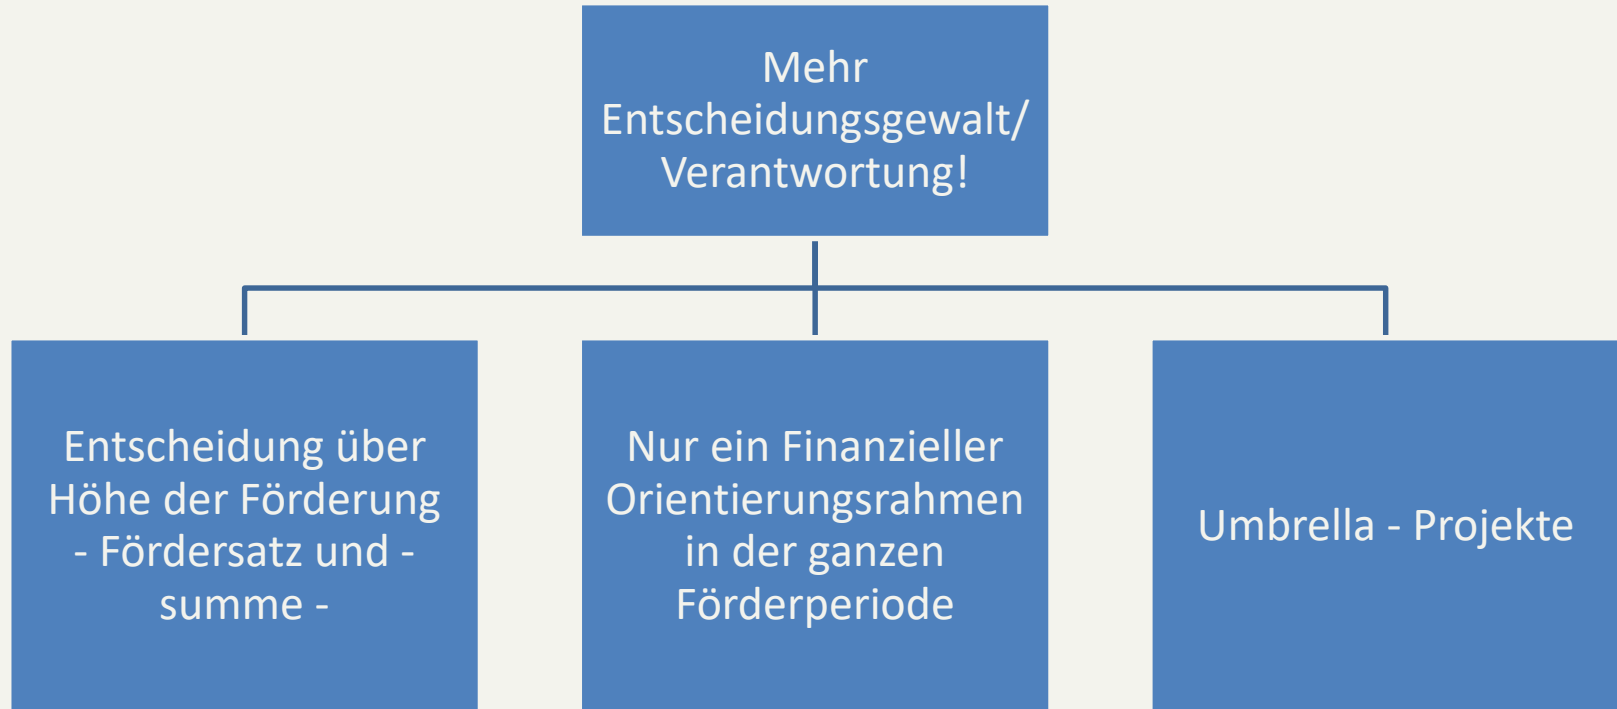 Mehr
Entscheidungsgewalt/
Verantwortung!
Entscheidung über
Höhe der Förderung
- Fördersatz und -
summe -
Nur ein Finanzieller
Orientierungsrahmen
in der ganzen
Förderperiode
Umbrella - Projekte